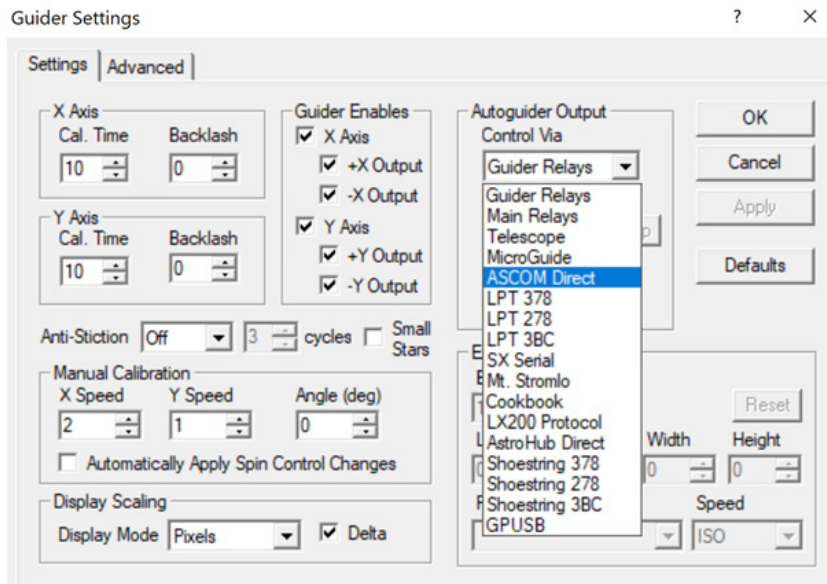 Guider Settings
? ×
Settings Advanced
X Axis
Cal. Time Backlash
10 0
Y Axis
Cal. Time Backlash
10 0
Guider Enables
X Axis
+X Output
-X Output
Y Axis
+Y Output
-Y Output
Autoguider Output
Control Via
Guider Relays
Guider Relays
Main Relays
Telescope
MicroGuide
ASCOM Direct
LPT 378
LPT 278
LPT 3BC
SX Serial
Mt. Stromlo
Cookbook
LX200 Protocol
AstroHub Direct
Shoestring 378
Shoestring 278
Shoestring 3BC
GPUSB
OK
Cancel
Apply
Defaults
Anti-Stiction Off 3 cycles Small
Stars
Manual Calibration
X Speed Y Speed Angle (deg)
2 1 0
Automatically Apply Spin Control Changes
Display Scaling
Display Mode Pixels Delta
Reset
Width Height
0 0
Speed
ISO